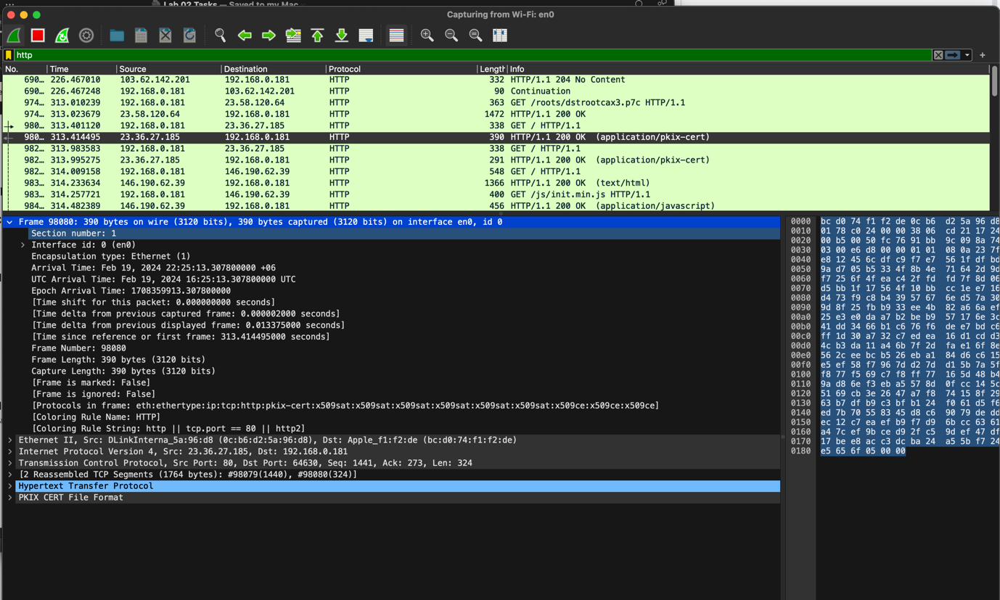 Lab 02 Tasks — Saved to my Mac
Capturing from Wi-Fi: en0
http
No. Time Source Destination Protocol Length Info
690… 226.467010 103.62.142.201 192.168.0.181 HTTP 332 HTTP/1.1 204 No Content
690… 226.467248 192.168.0.181 103.62.142.201 HTTP 90 Continuation
974… 313.010239 192.168.0.181 23.58.120.64 HTTP 363 GET /roots/dstrootcax3.p7c HTTP/1.1
974… 313.023679 23.58.120.64 192.168.0.181 HTTP 1472 HTTP/1.1 200 OK
980… 313.401120 192.168.0.181 23.36.27.185 HTTP 338 GET / HTTP/1.1
980… 313.414495 23.36.27.185 192.168.0.181 HTTP 390 HTTP/1.1 200 OK (application/pkix-cert)
982… 313.983583 192.168.0.181 23.36.27.185 HTTP 338 GET / HTTP/1.1
982… 313.995275 23.36.27.185 192.168.0.181 HTTP 291 HTTP/1.1 200 OK (application/pkix-cert)
982… 314.009158 192.168.0.181 146.190.62.39 HTTP 548 GET / HTTP/1.1
983… 314.233634 146.190.62.39 192.168.0.181 HTTP 1366 HTTP/1.1 200 OK (text/html)
983… 314.257721 192.168.0.181 146.190.62.39 HTTP 400 GET /js/init.min.js HTTP/1.1
984… 314.482389 146.190.62.39 192.168.0.181 HTTP 456 HTTP/1.1 200 OK (application/javascript)
Frame 98080: 390 bytes on wire (3120 bits), 390 bytes captured (3120 bits) on interface en0, id 0
Section number: 1
Interface id: 0 (en0)
Encapsulation type: Ethernet (1)
Arrival Time: Feb 19, 2024 22:25:13.307800000 +06
UTC Arrival Time: Feb 19, 2024 16:25:13.307800000 UTC
Epoch Arrival Time: 1708359913.307800000
[Time shift for this packet: 0.000000000 seconds]
[Time delta from previous captured frame: 0.000002000 seconds]
[Time delta from previous displayed frame: 0.013375000 seconds]
[Time since reference or first frame: 313.414495000 seconds]
Frame Number: 98080
Frame Length: 390 bytes (3120 bits)
Capture Length: 390 bytes (3120 bits)
[Frame is marked: False]
[Frame is ignored: False]
[Protocols in frame: eth:ethertype:ip:tcp:http:pkix-cert:x509sat:x509sat:x509sat:x509sat:x509sat:x509sat:x509ce:x509ce:x509ce]
[Coloring Rule Name: HTTP]
[Coloring Rule String: http || tcp.port == 80 || http2]
Ethernet II, Src: DLinkInterna_5a:96:d8 (0c:b6:d2:5a:96:d8), Dst: Apple_f1:f2:de (bc:d0:74:f1:f2:de)
Internet Protocol Version 4, Src: 23.36.27.185, Dst: 192.168.0.181
Transmission Control Protocol, Src Port: 80, Dst Port: 64630, Seq: 1441, Ack: 273, Len: 324
[2 Reassembled TCP Segments (1764 bytes): #98079(1440), #98080(324)]
Hypertext Transfer Protocol
PKIX CERT File Format
0000 bc d0 74 f1 f2 de 0c b6 d2 5a 96 d8
0010 01 78 c0 24 00 00 38 06 cd 21 17 24
0020 00 b5 00 50 fc 76 91 bb 9c 09 8a 74
0030 03 00 e6 d8 00 00 01 01 08 0a 23 7f
0040 e8 12 45 6c df c9 f7 e7 56 1f df bd
0050 9a d7 05 b5 33 4f 8b 4e 71 64 2d 9d
0060 f7 25 6f 4f ea c4 2f fd fd 7f 8d 06
0070 d5 bb 1f 17 56 4f 10 bb cc 1e e7 16
0080 d4 73 f9 c8 b4 39 57 67 6e d5 7a 30
0090 9d 8f 25 fb b9 33 ee 4b 82 a6 6a ef
00a0 25 e3 e0 da a7 b2 be b9 57 17 6e 3c
00b0 41 dd 34 66 b1 c6 76 f6 de e7 bd c6
00c0 ff 1d 30 a7 32 c7 ed ea 16 d1 cd d3
00d0 4c b3 da 11 a4 6b 7f 2d fa e1 6f 8e
00e0 56 2c ee bc b5 26 eb a1 84 d6 c6 15
00f0 e5 ef 58 f7 96 7d d2 7d d1 5b 7a 5f
0100 f8 77 f5 69 c7 f8 ff 77 16 5d 48 b4
0110 9a d8 6e f3 eb a5 57 8d 0f cc 14 5c
0120 51 69 cb 3e 26 47 a7 f8 74 15 8f 29
0130 63 b7 df b9 c3 bf b1 24 f0 61 d5 f6
0140 ed 7b 70 55 83 45 d8 c6 90 79 de dd
0150 ec 12 c7 ea ef b9 f7 d9 6b cc 63 61
0160 a4 7c ef 9b ce d9 2f c5 9d ef 47 df
0170 17 be e8 ac c3 dc ba 24 a5 5b f7 24
0180 e5 65 6f 05 00 00